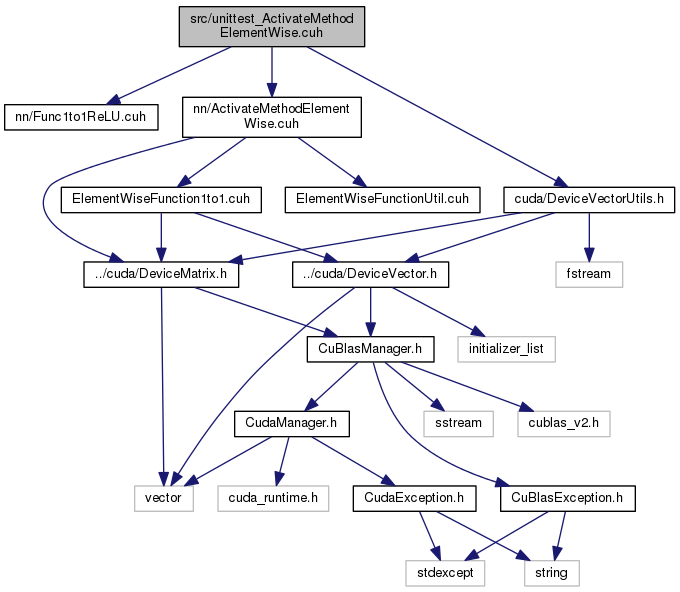 src/unittest_ActivateMethod
ElementWise.cuh
nn/Func1to1ReLU.cuh
nn/ActivateMethodElement
Wise.cuh
ElementWiseFunction1to1.cuh
ElementWiseFunctionUtil.cuh
cuda/DeviceVectorUtils.h
../cuda/DeviceMatrix.h
../cuda/DeviceVector.h
fstream
CuBlasManager.h
initializer_list
CudaManager.h
sstream
cublas_v2.h
vector
cuda_runtime.h
CudaException.h
CuBlasException.h
stdexcept
string